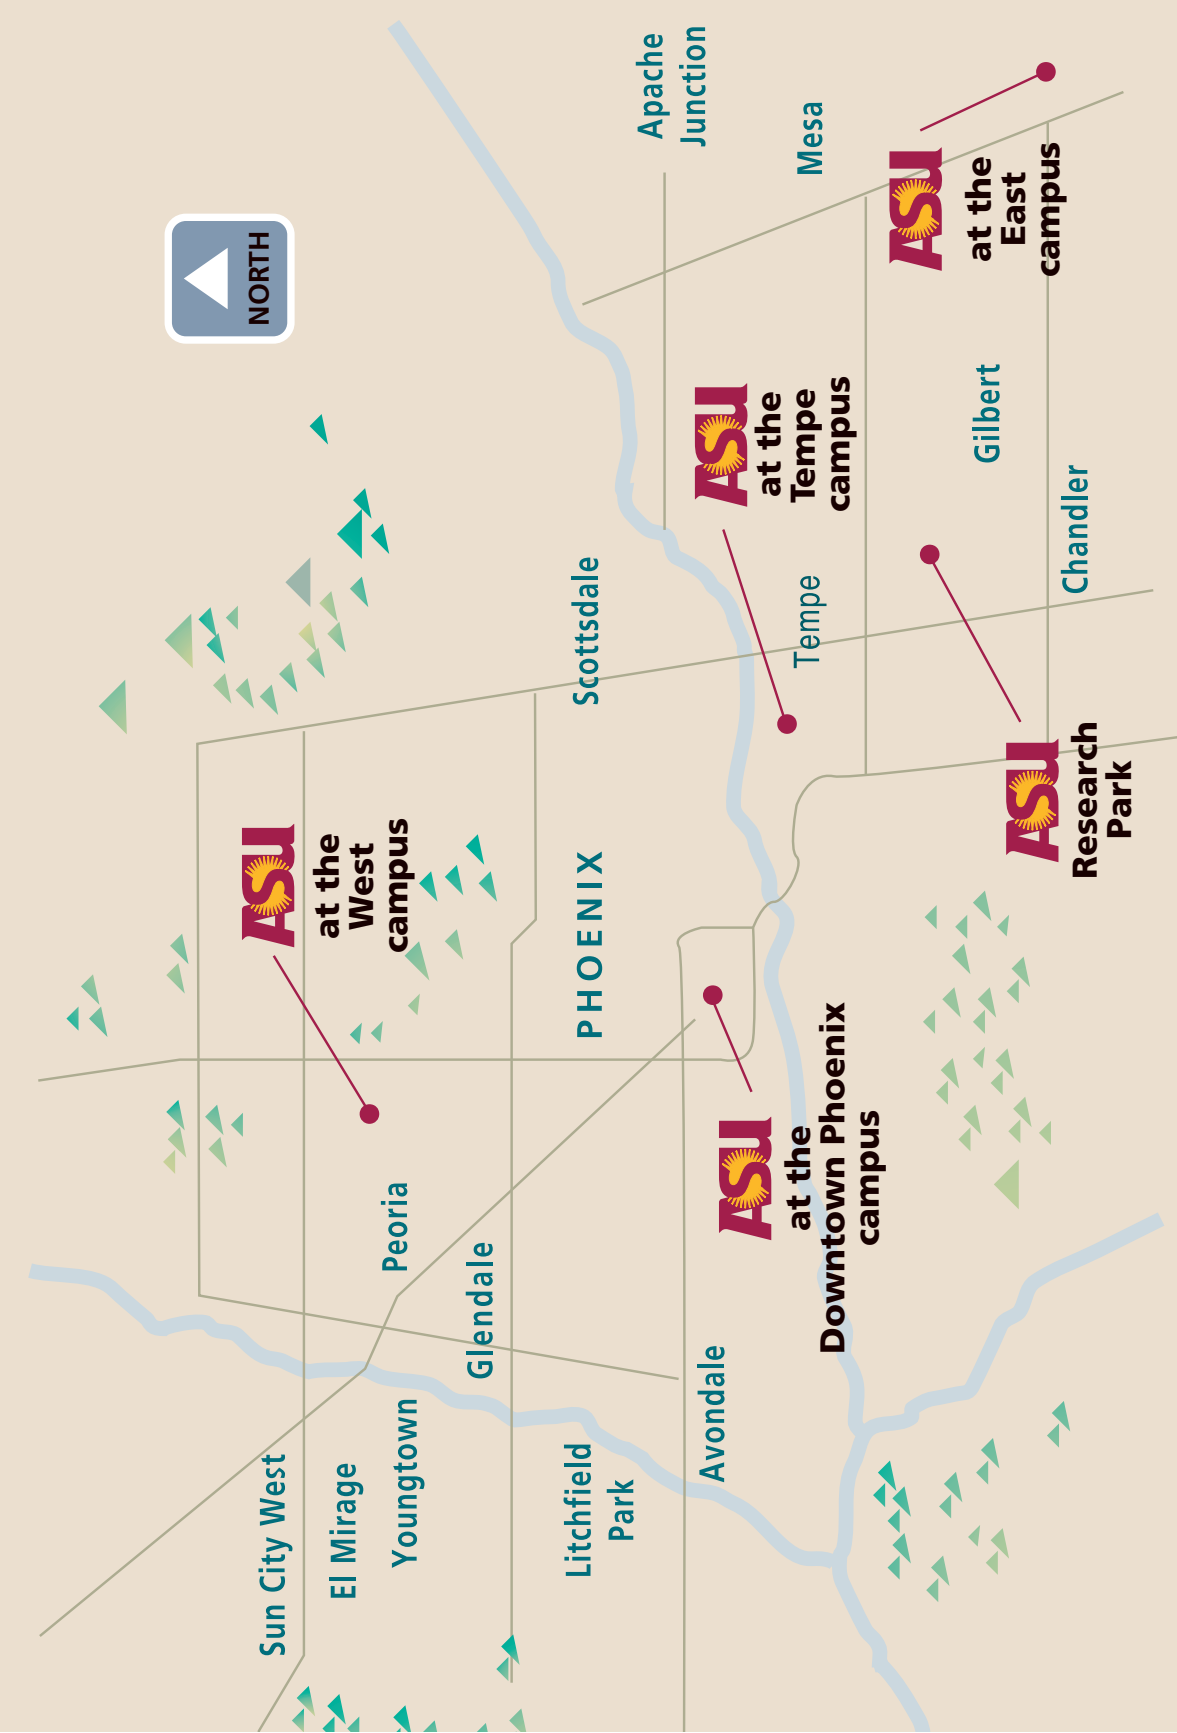 NORTH
Apache
Junction
Mesa
ASU
at the
East
campus
ASU
at the
Tempe
campus
Gilbert
Chandler
Scottsdale
Tempe
ASU
at the
West
campus
PHOENIX
ASU
Research
Park
ASU
at the
Downtown Phoenix
campus
Peoria
Glendale
Avondale
Sun City West
El Mirage
Youngtown
Litchfield
Park